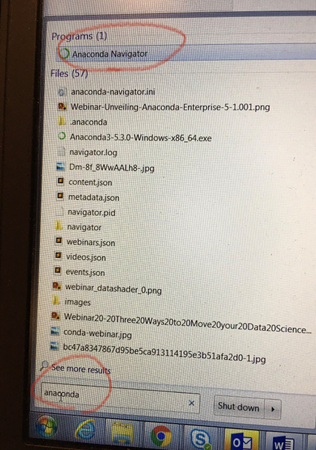 Programs (1)
Anaconda Navigator
Files (57)
anaconda-navigator.ini
Webinar-Unveiling-Anaconda-Enterprise-5-1.001.png
.anaconda
Anaconda3-5.3.0-Windows-x86_64.exe
navigator.log
Dm-8f_8WwAALh8-.jpg
content.json
metadata.json
navigator.pid
navigator
webinars.json
videos.json
events.json
webinar_datashader_0.png
images
Webinar20-20Three20Ways20to20Move20your20Data20Science...
conda-webinar.jpg
bc47a8347867d95be5ca913114195e3b51afa2d0-1.jpg
See more results
anaconda
Shut down